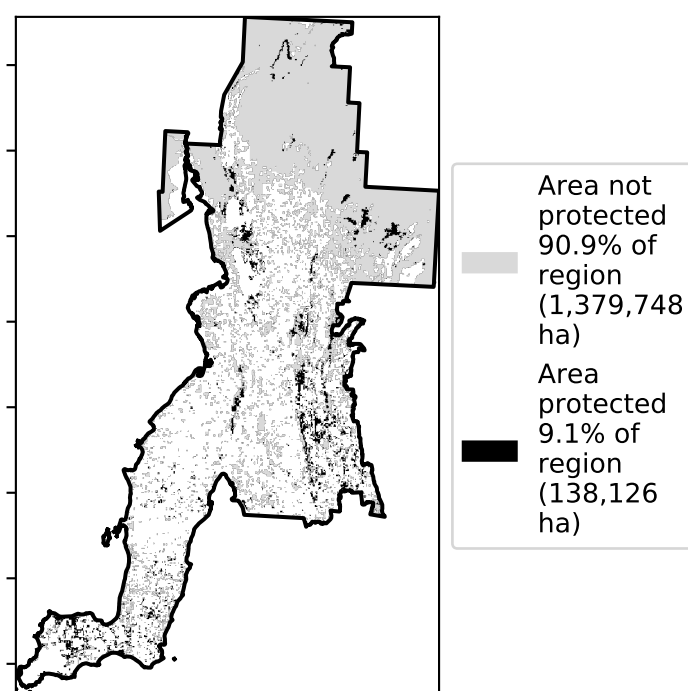 Area not
protected
90.9% of
region
(1,379,748
ha)
Area
protected
9.1% of
region
(138,126
ha)